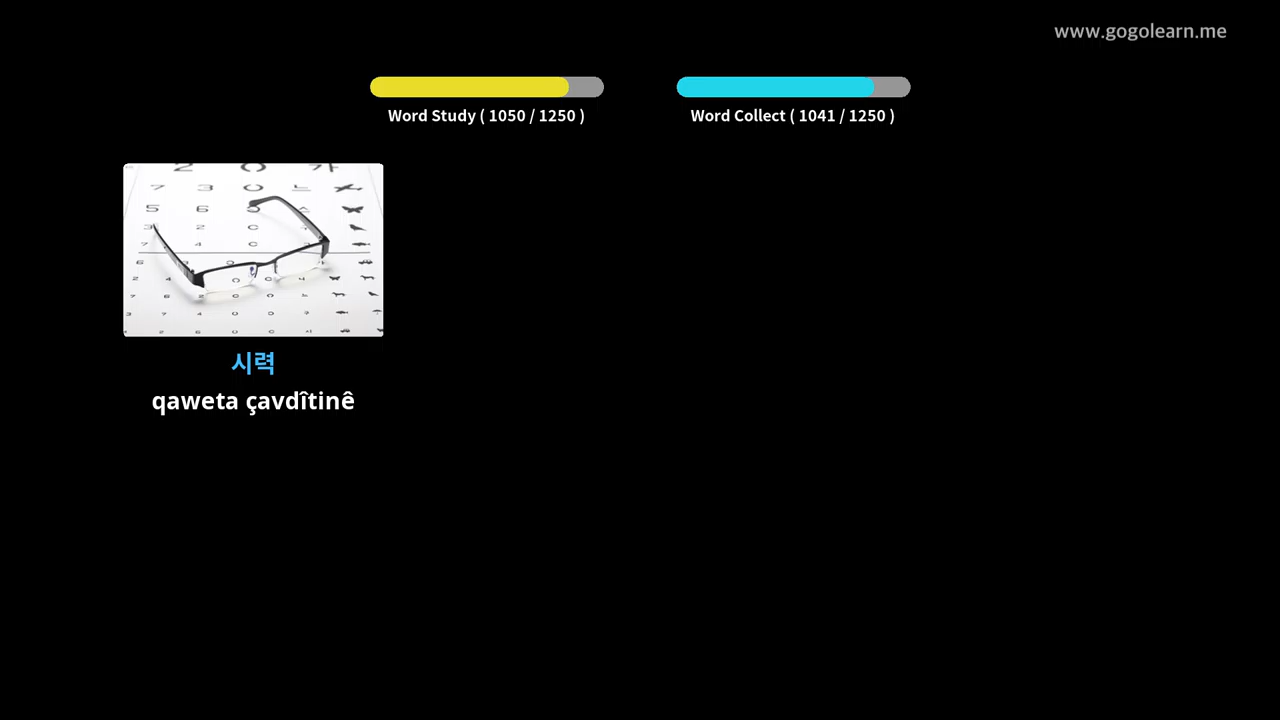 www.gogolearn.me
Word Study ( 1050 / 1250 )
Word Collect ( 1041 / 1250 )
시력
qaweta çavdîtinê